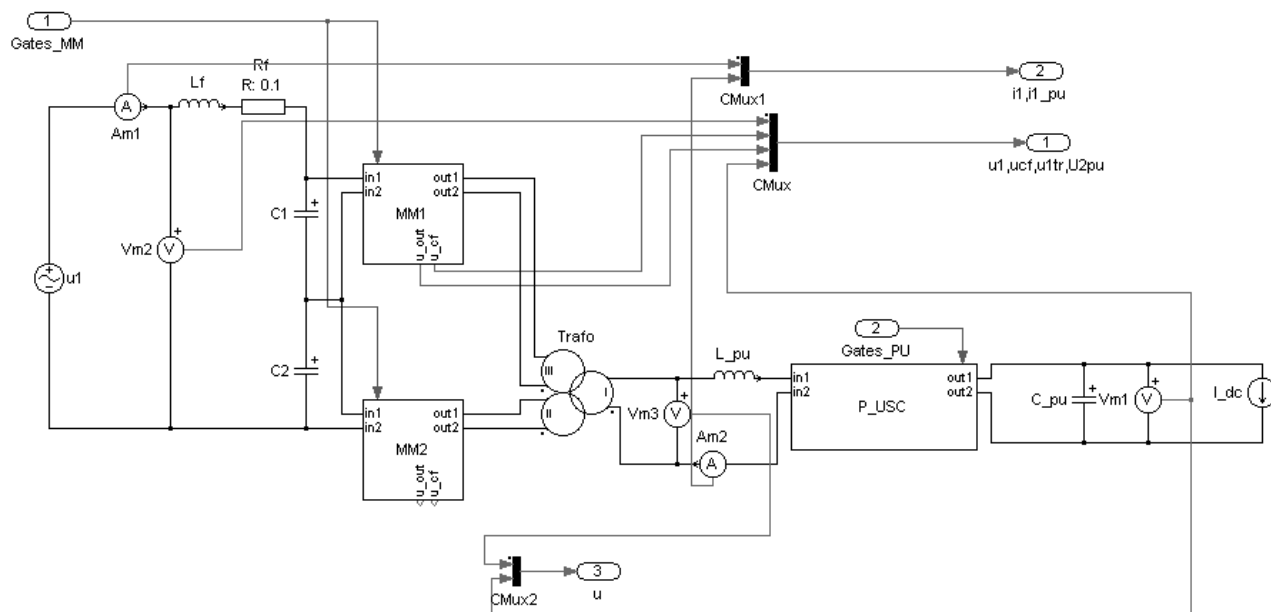 1
Gates_MM
Rf
Lf
R: 0.1
A
Am1
CMux1
2
i1,i1_pu
1
u1,ucf,u1tr,U2pu
CMux
in1
in2
out1
out2
MM1
u_out
u_cf
C1
Vm2
V
u1
Trafo
III
I
II
C2
in1
in2
out1
out2
MM2
u_out
u_cf
Vm3
V
Am2
A
L_pu
2
Gates_PU
in1
in2
out1
out2
P_USC
C_pu
Vm1
V
I_dc
CMux2
3
u